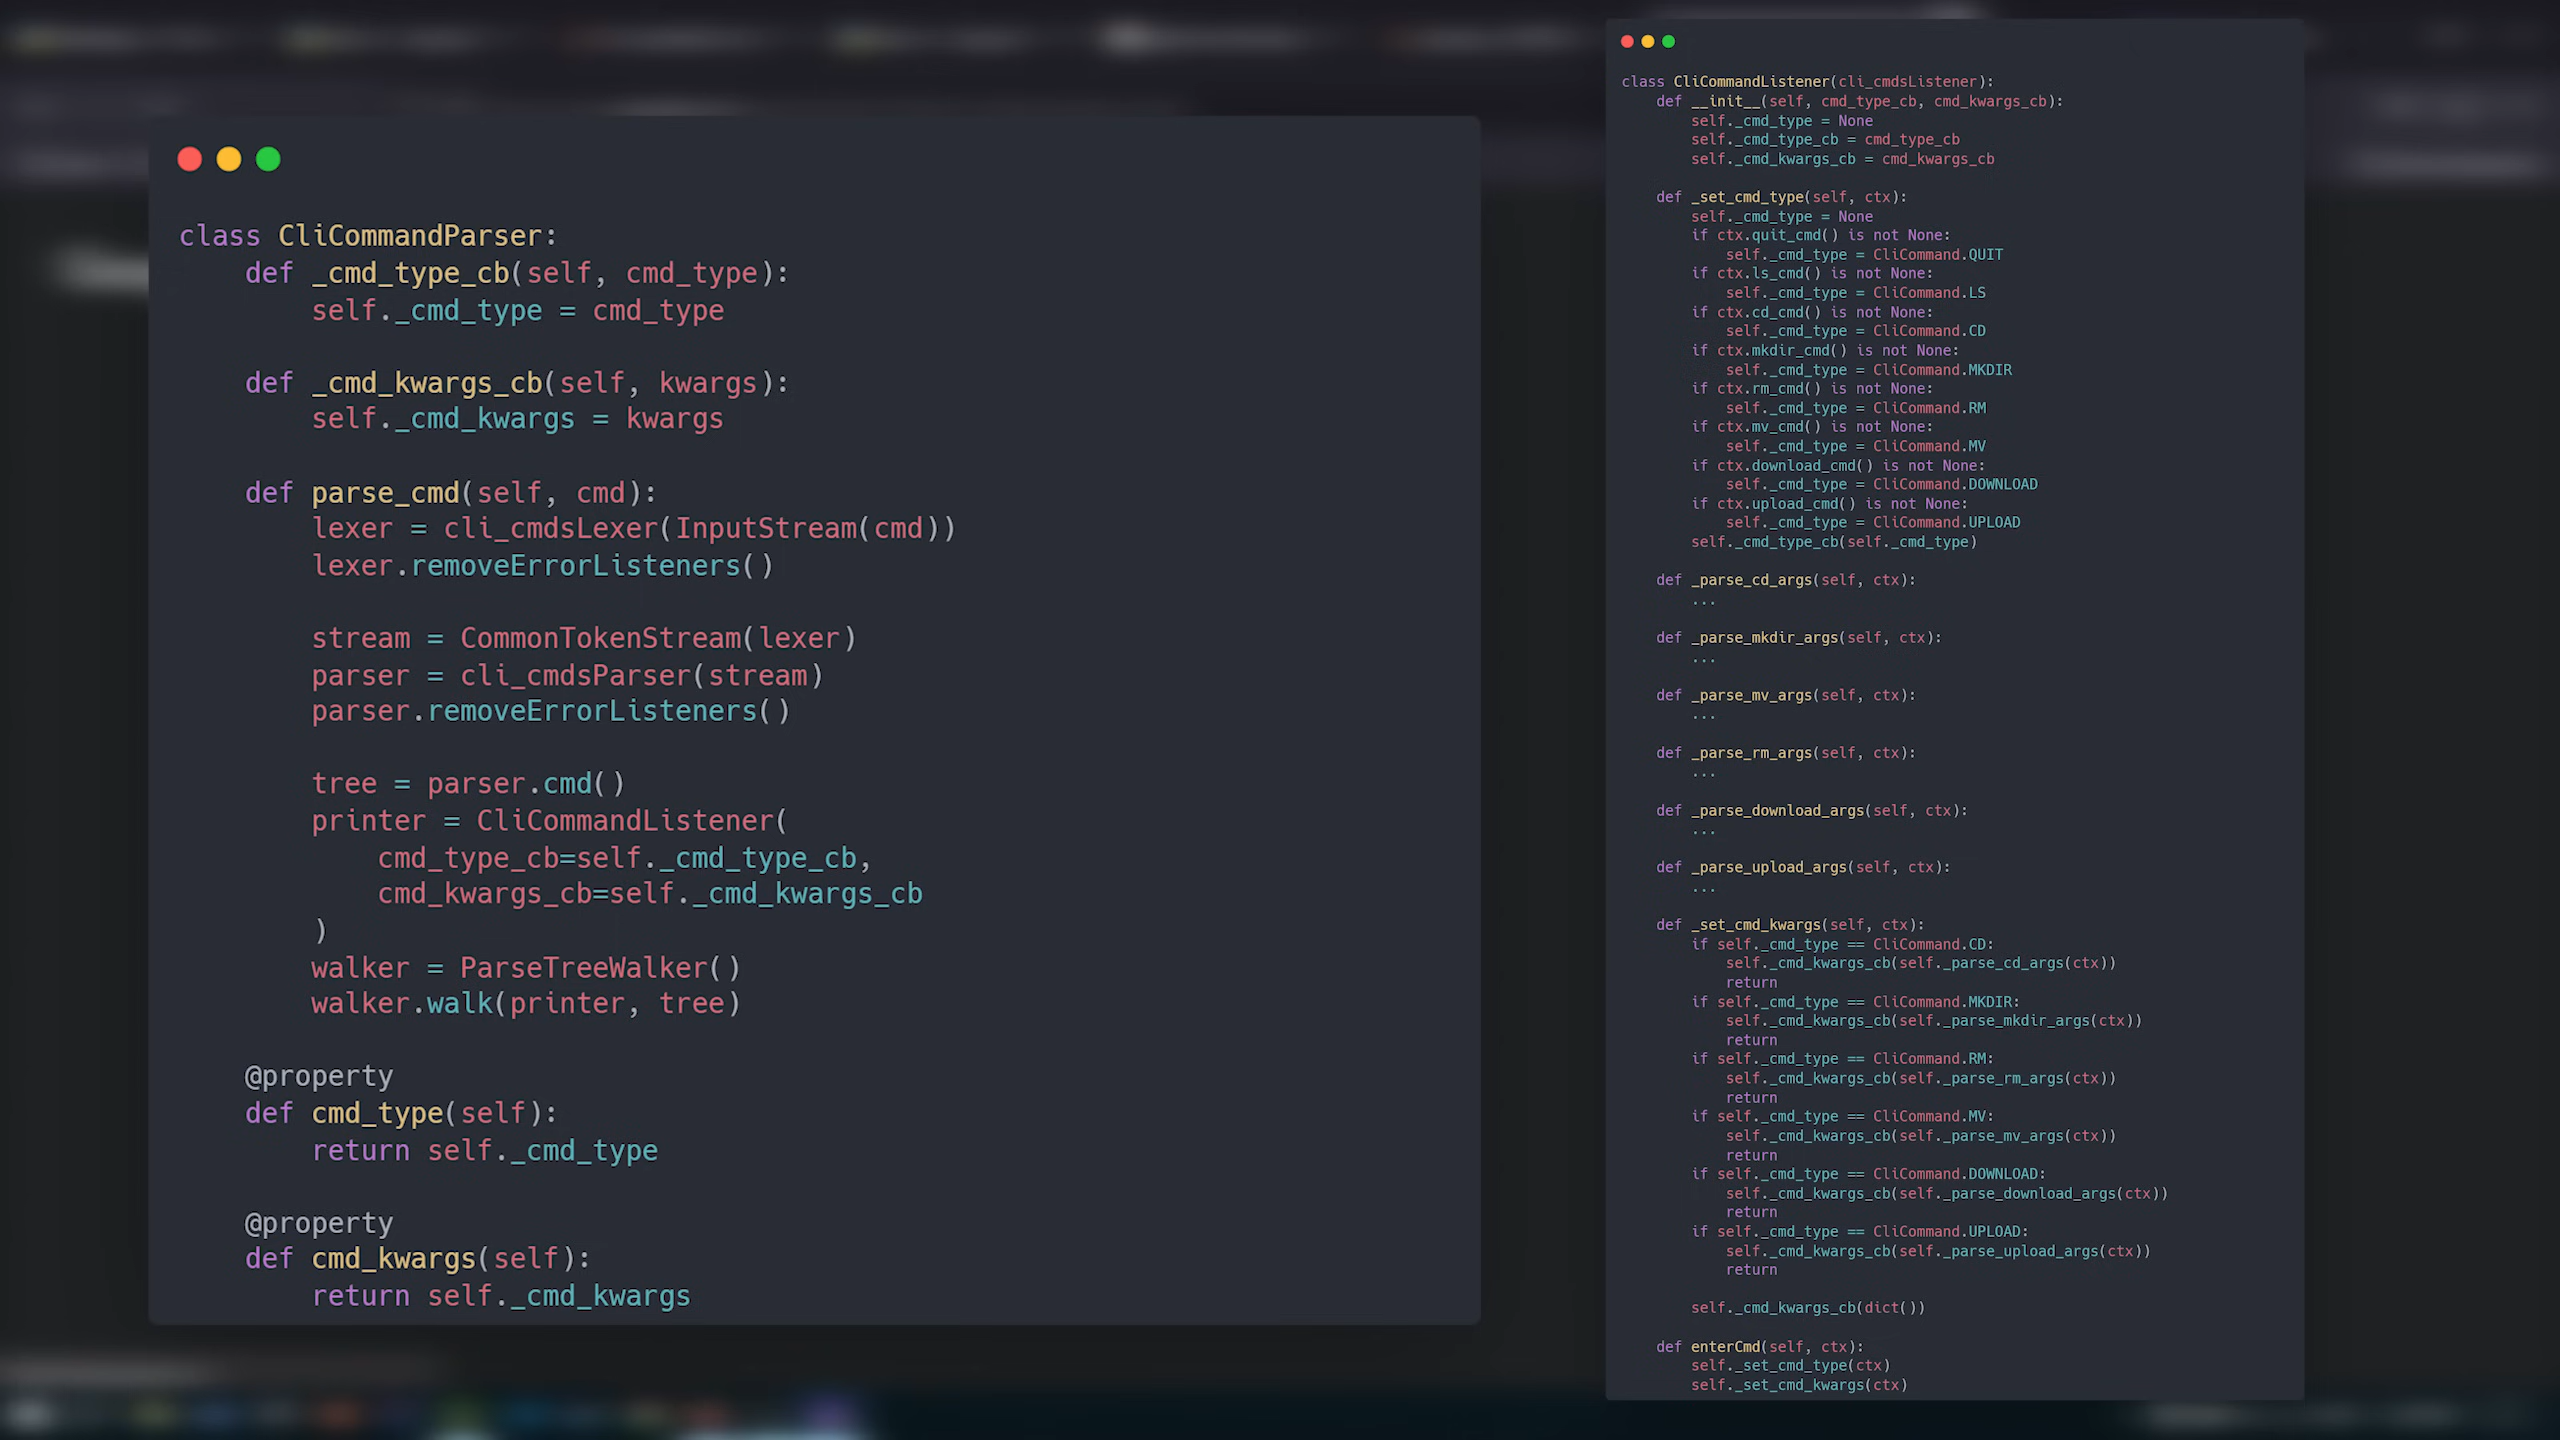 class CliCommandParser:
    def _cmd_type_cb(self, cmd_type):
        self._cmd_type = cmd_type
    def _cmd_kwargs_cb(self, kwargs):
        self._cmd_kwargs = kwargs
    def parse_cmd(self, cmd):
        lexer = cli_cmdsLexer(InputStream(cmd))
        lexer.removeErrorListeners()
        stream = CommonTokenStream(lexer)
        parser = cli_cmdsParser(stream)
        parser.removeErrorListeners()
        tree = parser.cmd()
        printer = CliCommandListener(
            cmd_type_cb=self._cmd_type_cb,
            cmd_kwargs_cb=self._cmd_kwargs_cb
        )
        walker = ParseTreeWalker()
        walker.walk(printer, tree)
    @property
    def cmd_type(self):
        return self._cmd_type
    @property
    def cmd_kwargs(self):
        return self._cmd_kwargs
class CliCommandListener(cli_cmdsListener):
    def __init__(self, cmd_type_cb, cmd_kwargs_cb):
        self._cmd_type = None
        self._cmd_type_cb = cmd_type_cb
        self._cmd_kwargs_cb = cmd_kwargs_cb
    def _set_cmd_type(self, ctx):
        self._cmd_type = None
        if ctx.quit_cmd() is not None:
            self._cmd_type = CliCommand.QUIT
        if ctx.ls_cmd() is not None:
            self._cmd_type = CliCommand.LS
        if ctx.cd_cmd() is not None:
            self._cmd_type = CliCommand.CD
        if ctx.mkdir_cmd() is not None:
            self._cmd_type = CliCommand.MKDIR
        if ctx.rm_cmd() is not None:
            self._cmd_type = CliCommand.RM
        if ctx.mv_cmd() is not None:
            self._cmd_type = CliCommand.MV
        if ctx.download_cmd() is not None:
            self._cmd_type = CliCommand.DOWNLOAD
        if ctx.upload_cmd() is not None:
            self._cmd_type = CliCommand.UPLOAD
        self._cmd_type_cb(self._cmd_type)
    def _parse_cd_args(self, ctx):
        ...
    def _parse_mkdir_args(self, ctx):
        ...
    def _parse_mv_args(self, ctx):
        ...
    def _parse_rm_args(self, ctx):
        ...
    def _parse_download_args(self, ctx):
        ...
    def _parse_upload_args(self, ctx):
        ...
    def _set_cmd_kwargs(self, ctx):
        if self._cmd_type == CliCommand.CD:
            self._cmd_kwargs_cb(self._parse_cd_args(ctx))
            return
        if self._cmd_type == CliCommand.MKDIR:
            self._cmd_kwargs_cb(self._parse_mkdir_args(ctx))
            return
        if self._cmd_type == CliCommand.RM:
            self._cmd_kwargs_cb(self._parse_rm_args(ctx))
            return
        if self._cmd_type == CliCommand.MV:
            self._cmd_kwargs_cb(self._parse_mv_args(ctx))
            return
        if self._cmd_type == CliCommand.DOWNLOAD:
            self._cmd_kwargs_cb(self._parse_download_args(ctx))
            return
        if self._cmd_type == CliCommand.UPLOAD:
            self._cmd_kwargs_cb(self._parse_upload_args(ctx))
            return
        self._cmd_kwargs_cb(dict())
    def enterCmd(self, ctx):
        self._set_cmd_type(ctx)
        self._set_cmd_kwargs(ctx)